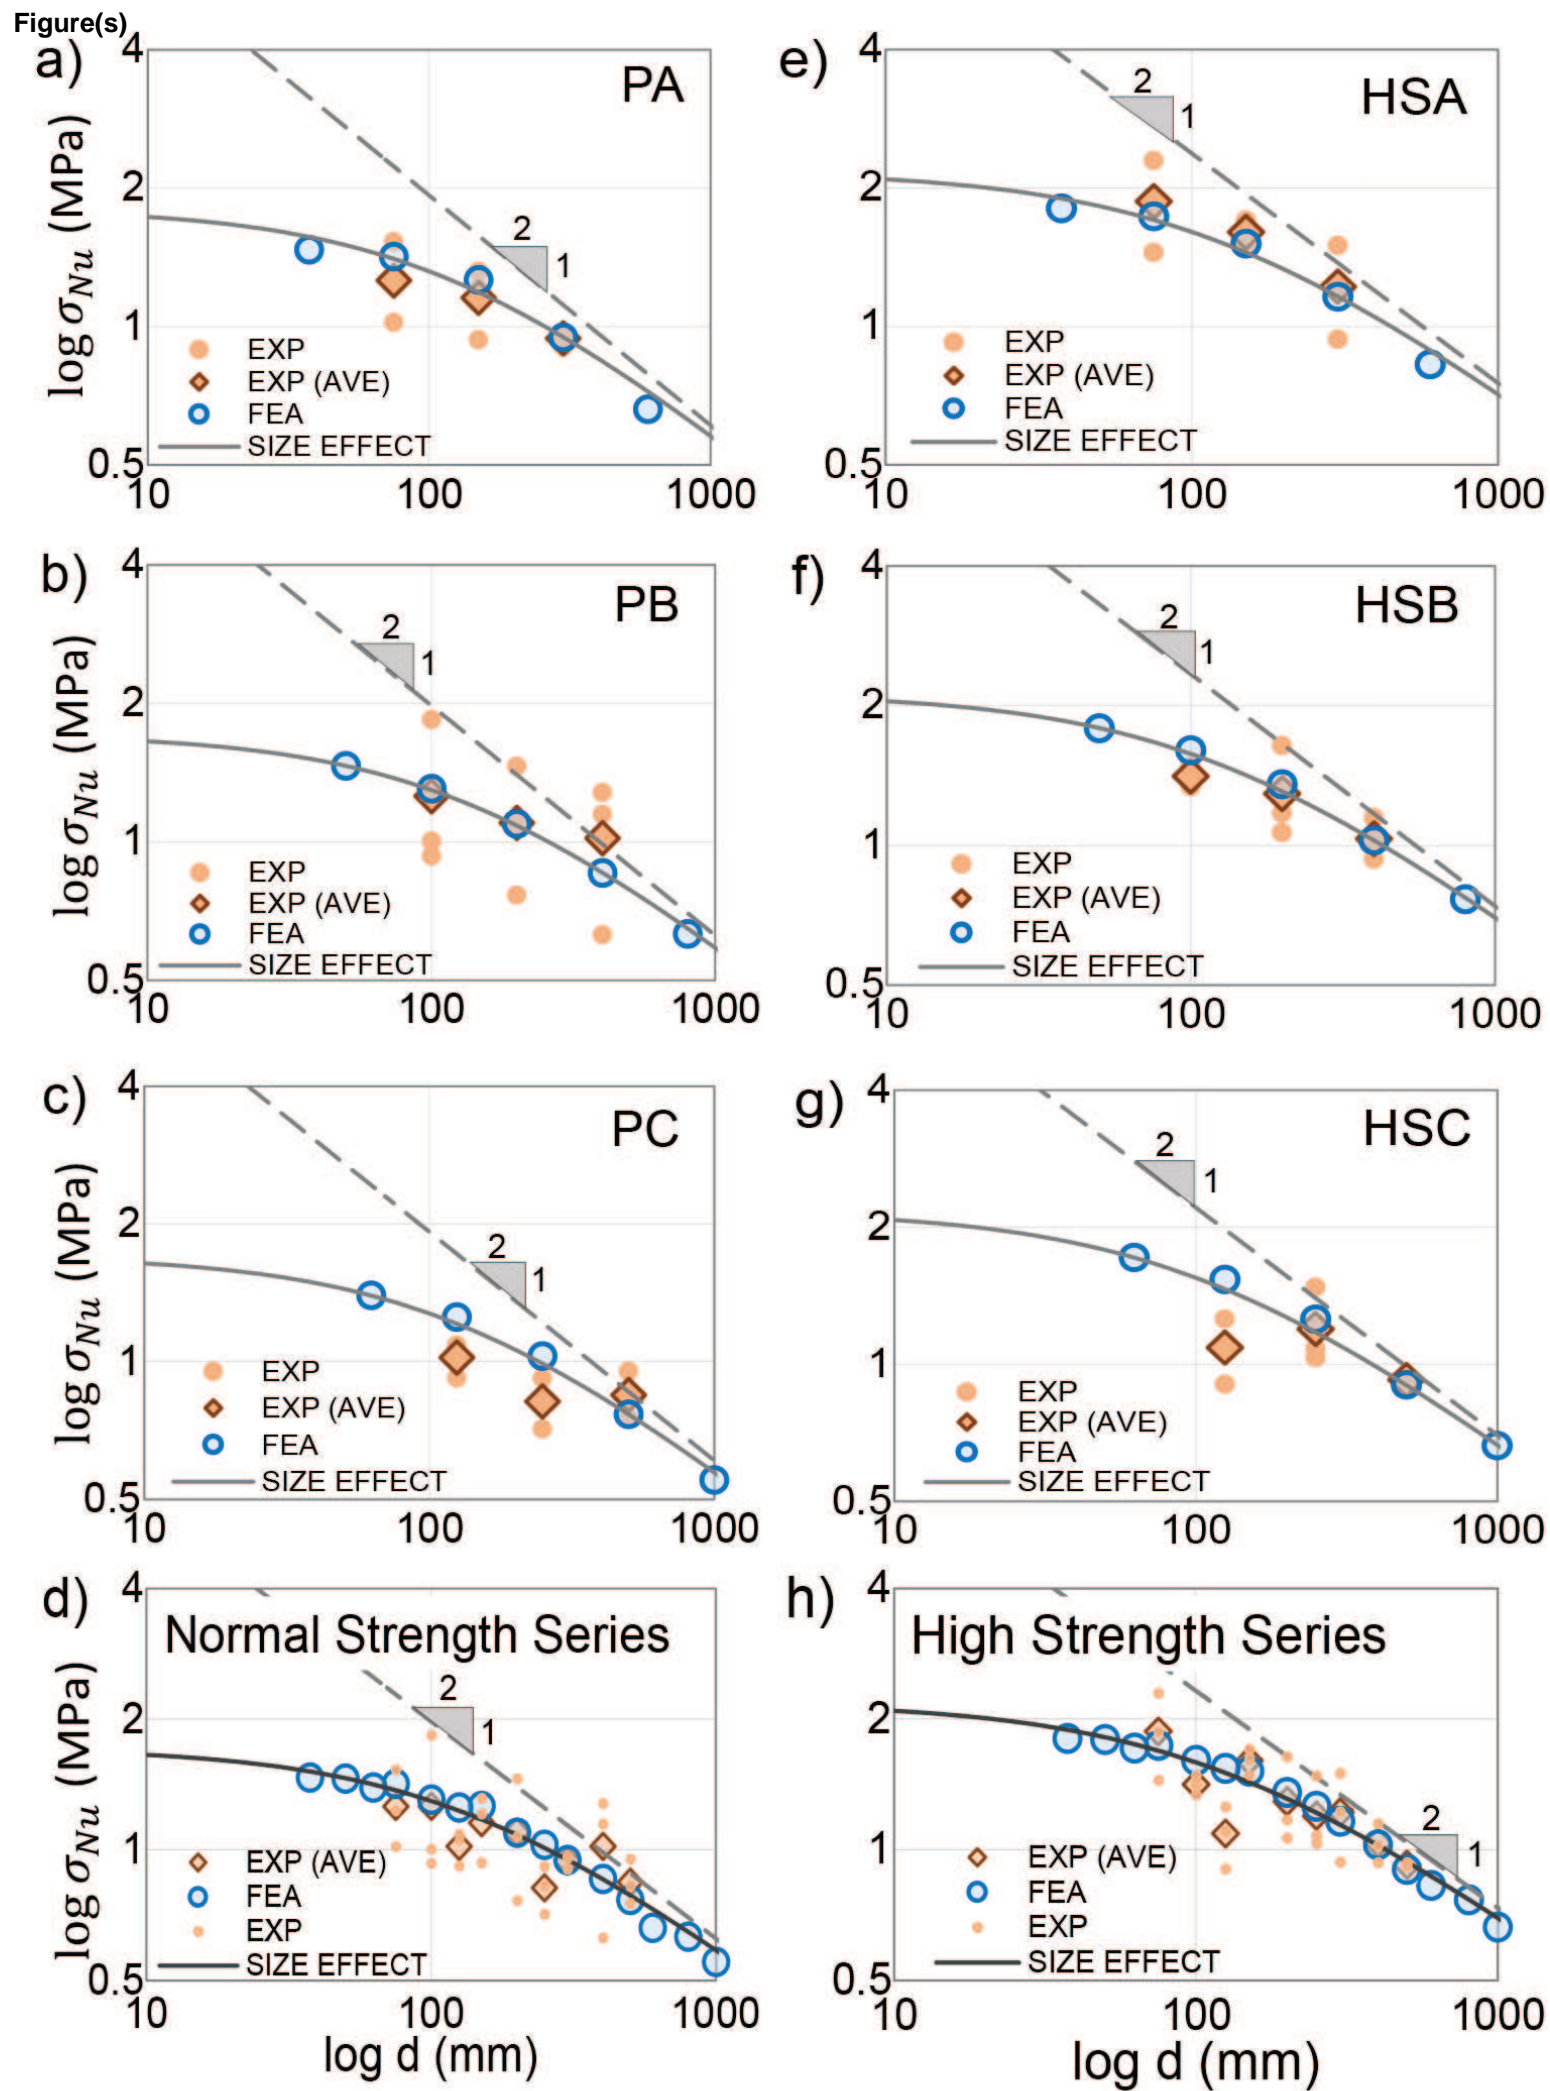 Figure(s)
a)
PA
log σNu (MPa)
4
2
1
0.5
2
1
EXP
EXP (AVE)
FEA
SIZE EFFECT
10
100
1000
e)
HSA
4
2
1
0.5
2
1
EXP
EXP (AVE)
FEA
SIZE EFFECT
10
100
1000
b)
PB
log σNu (MPa)
4
2
1
0.5
2
1
EXP
EXP (AVE)
FEA
SIZE EFFECT
10
100
1000
f)
HSB
4
2
1
0.5
2
1
EXP
EXP (AVE)
FEA
SIZE EFFECT
10
100
1000
c)
PC
log σNu (MPa)
4
2
1
0.5
2
1
EXP
EXP (AVE)
FEA
SIZE EFFECT
10
100
1000
g)
HSC
4
2
1
0.5
2
1
EXP
EXP (AVE)
FEA
SIZE EFFECT
10
100
1000
d)
Normal Strength Series
log σNu (MPa)
4
2
1
0.5
2
1
EXP (AVE)
FEA
EXP
SIZE EFFECT
10
100
1000
log d (mm)
h)
High Strength Series
4
2
1
0.5
2
1
EXP (AVE)
FEA
EXP
SIZE EFFECT
10
100
1000
log d (mm)